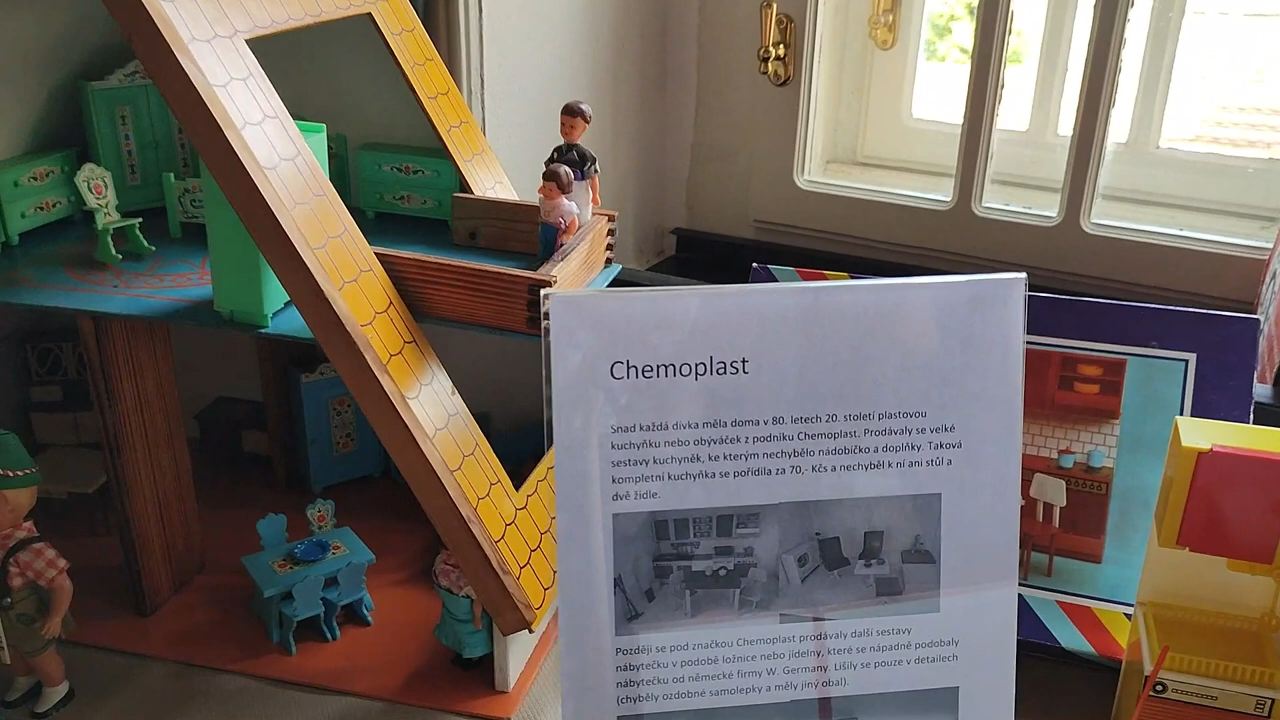 Chemoplast
Snad každá dívka měla doma v 80. letech 20. století plastovou
kuchyňku nebo obýváček z podniku Chemoplast. Prodávaly se velké
sestavy kuchyněk, ke kterým nechybělo nádobíčko a doplňky. Taková
kompletní kuchyňka se pořídila za 70,- Kčs a nechyběl k ní ani stůl a
dvě židle.
Později se pod značkou Chemoplast prodávaly další sestavy
nábytečku v podobě ložnice nebo jídelny, které se nápadně podobaly
nábytečku od německé firmy W. Germany. Lišily se pouze v detailech
(chyběly ozdobné samolepky a měly jiný obal).